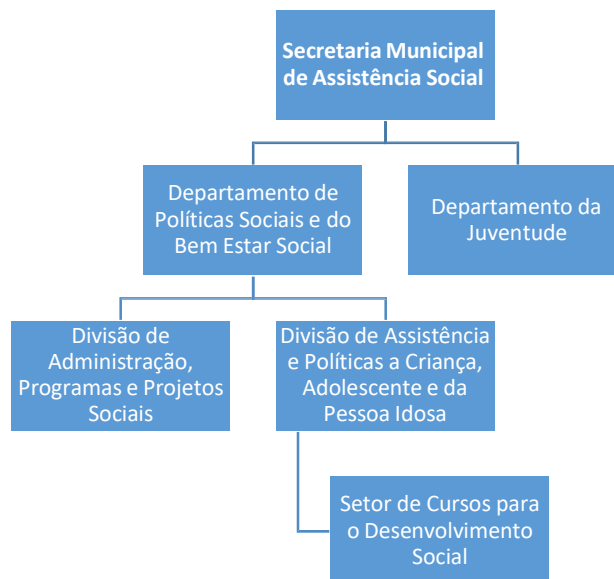 Secretaria Municipal
de Assistência Social
Departamento de
Políticas Sociais e do
Bem Estar Social
Departamento da
Juventude
Divisão de
Administração,
Programas e Projetos
Sociais
Divisão de Assistência
e Políticas a Criança,
Adolescente e da
Pessoa Idosa
Setor de Cursos para
o Desenvolvimento
Social